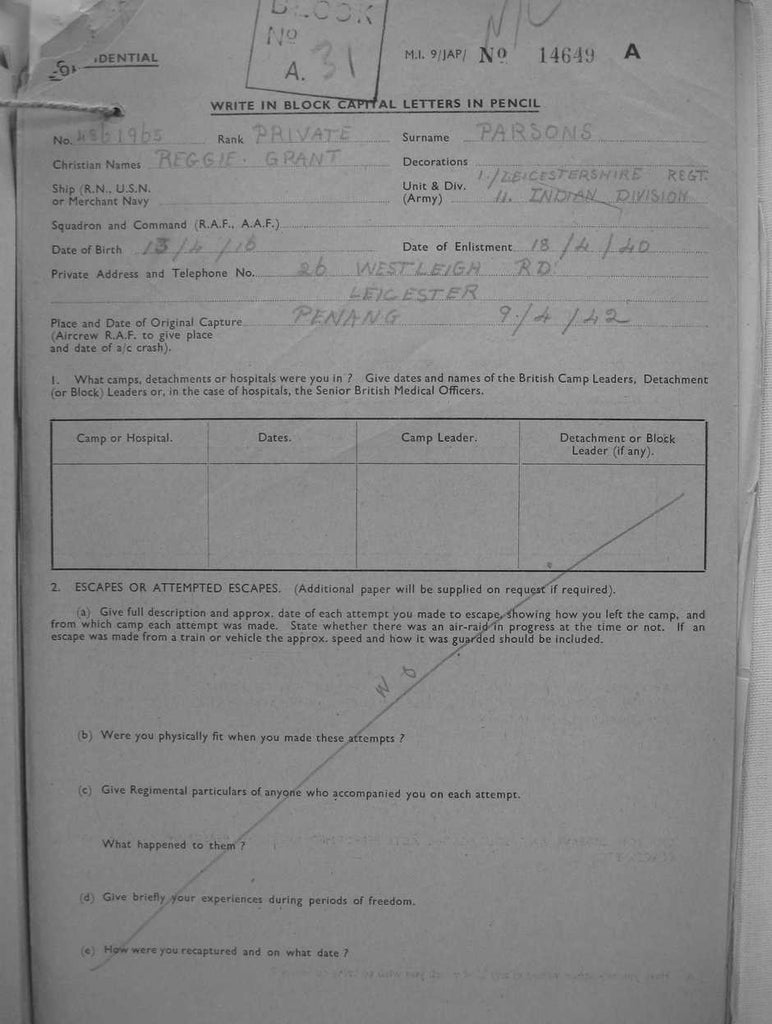 BLOCK
Nº
A. 31
N/C
DENTIAL
M.I. 9/JAP/ Nº 14649 A
WRITE IN BLOCK CAPITAL LETTERS IN PENCIL
No. 4861965 Rank PRIVATE Surname PARSONS
Christian Names REGGIE. GRANT Decorations
Ship (R.N., U.S.N. or Merchant Navy Unit & Div. (Army) 1/LEICESTERSHIRE REGT.
11. INDIAN DIVISION
Squadron and Command (R.A.F., A.A.F.)
Date of Birth 13/4/16 Date of Enlistment 18/4/40
Private Address and Telephone No. 26 WESTLEIGH RD.
LEICESTER
Place and Date of Original Capture PENANG 9/4/42
(Aircrew R.A.F. to give place
and date of a/c crash).
1. What camps, detachments or hospitals were you in ? Give dates and names of the British Camp Leaders, Detachment
(or Block) Leaders or, in the case of hospitals, the Senior British Medical Officers.
Camp or Hospital. Dates. Camp Leader. Detachment or Block
Leader (if any).
2. ESCAPES OR ATTEMPTED ESCAPES. (Additional paper will be supplied on request if required).
(a) Give full description and approx. date of each attempt you made to escape, showing how you left the camp, and
from which camp each attempt was made. State whether there was an air-raid in progress at the time or not. If an
escape was made from a train or vehicle the approx. speed and how it was guarded should be included.
(b) Were you physically fit when you made these attempts ?
(c) Give Regimental particulars of anyone who accompanied you on each attempt.
What happened to them ?
(d) Give briefly your experiences during periods of freedom.
(e) How were you recaptured and on what date ?